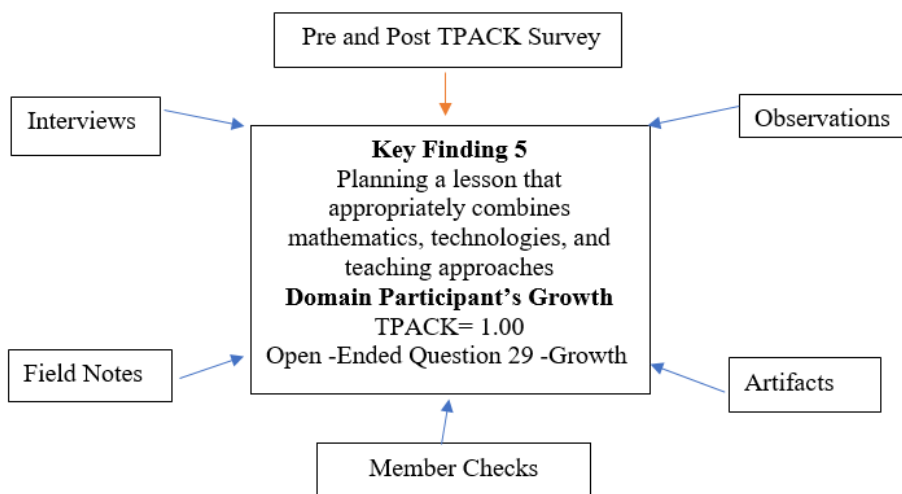 Pre and Post TPACK Survey
Interviews
Observations
Key Finding 5
Planning a lesson that
appropriately combines
mathematics, technologies, and
teaching approaches
Domain Participant's Growth
TPACK= 1.00
Open -Ended Question 29 -Growth
Field Notes
Artifacts
Member Checks